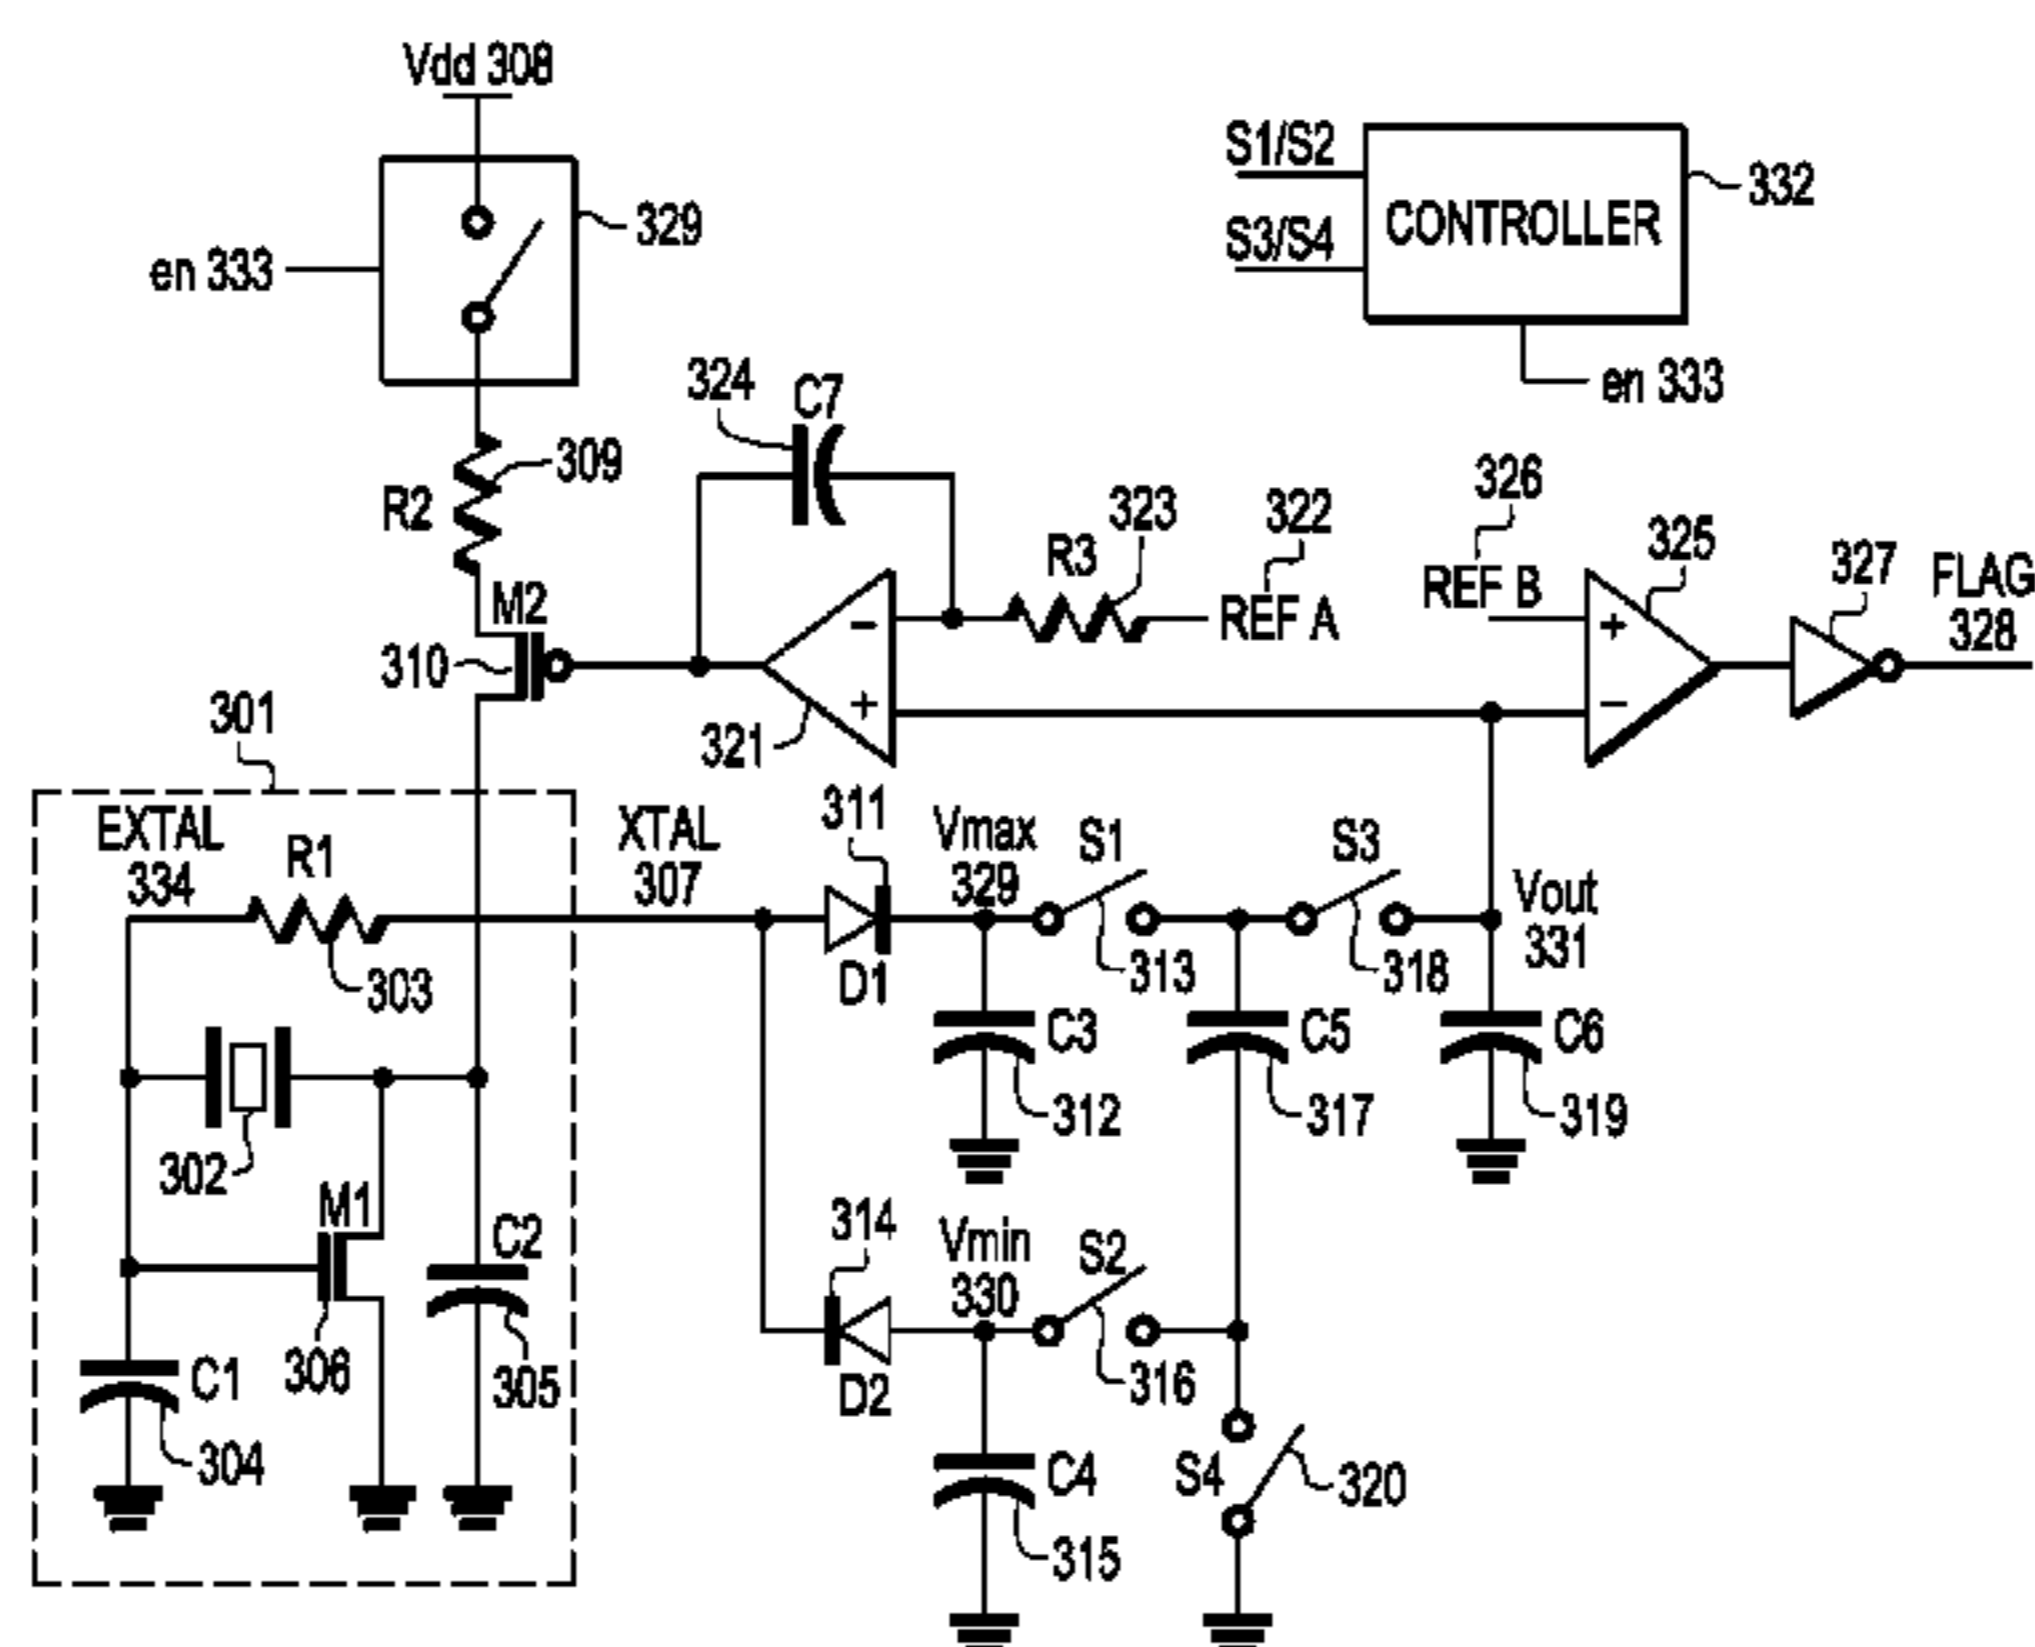 Vdd 308
S1/S2
332
CONTROLLER
S3/S4
329
en 333
324
C7
en 333
309
R2
326
323
322
325
R3
327
FLAG
328
REF B
REF A
M2
310
-
+
+
-
301
321
311
EXTAL
334
R1
XTAL
307
Vmax
329
S1
S3
Vout
331
303
D1
313
318
C3
C5
C6
312
317
319
302
M1
314
Vmin
330
S2
C2
306
305
C1
316
D2
304
C4
S4
320
315